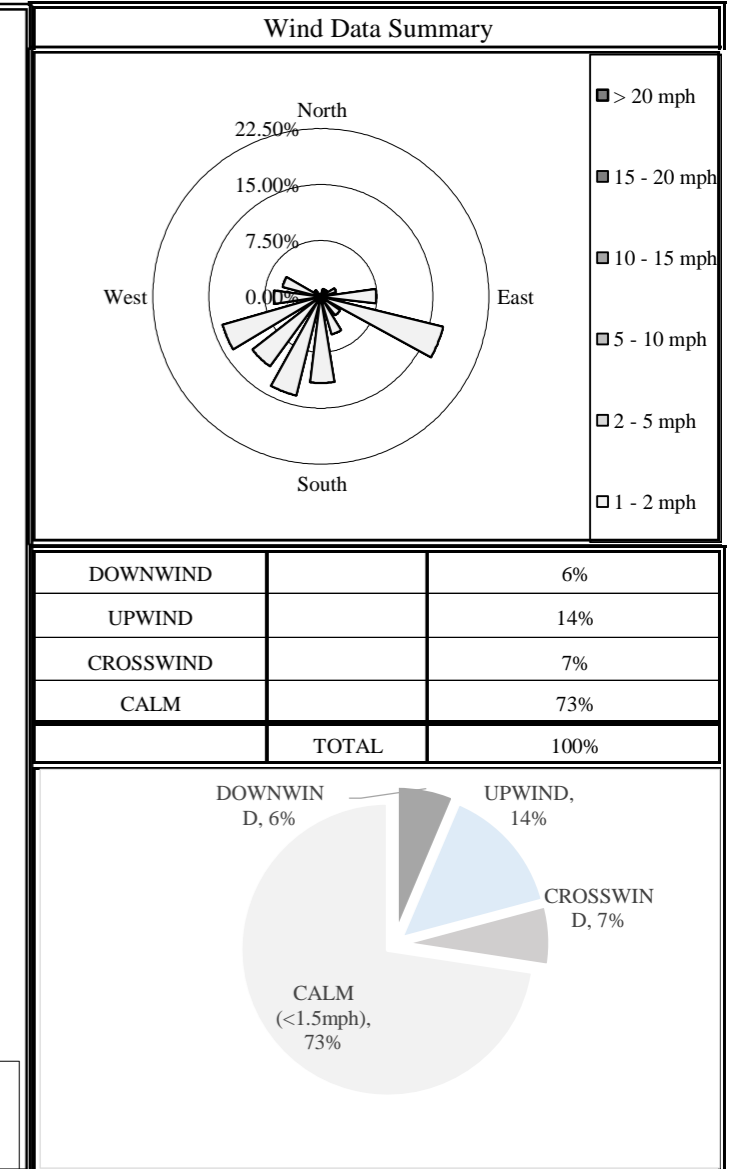 Wind Data Summary
North
22.50%
15.00%
7.50%
0.00%
West
East
South
> 20 mph
15 - 20 mph
10 - 15 mph
5 - 10 mph
2 - 5 mph
1 - 2 mph
DOWNWIND 6%
UPWIND 14%
CROSSWIND 7%
CALM 73%
TOTAL 100%
DOWNWIN
D, 6%
UPWIND,
14%
CROSSWIN
D, 7%
CALM
(<1.5mph),
73%